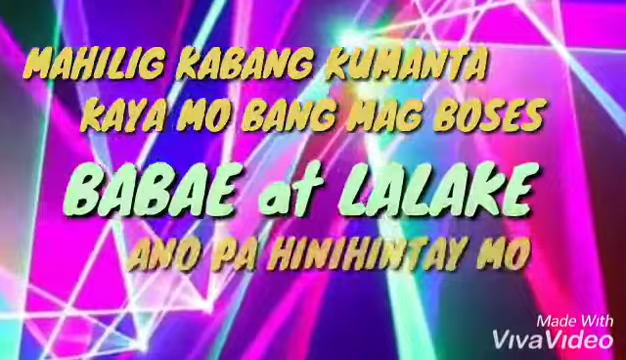 MAHILIG KABANG KUMANTA
KAYA MO BANG MAG BOSES
BABAE at LALAKE
ANO PA HINIHINTAY MO
Made With
VivaVideo